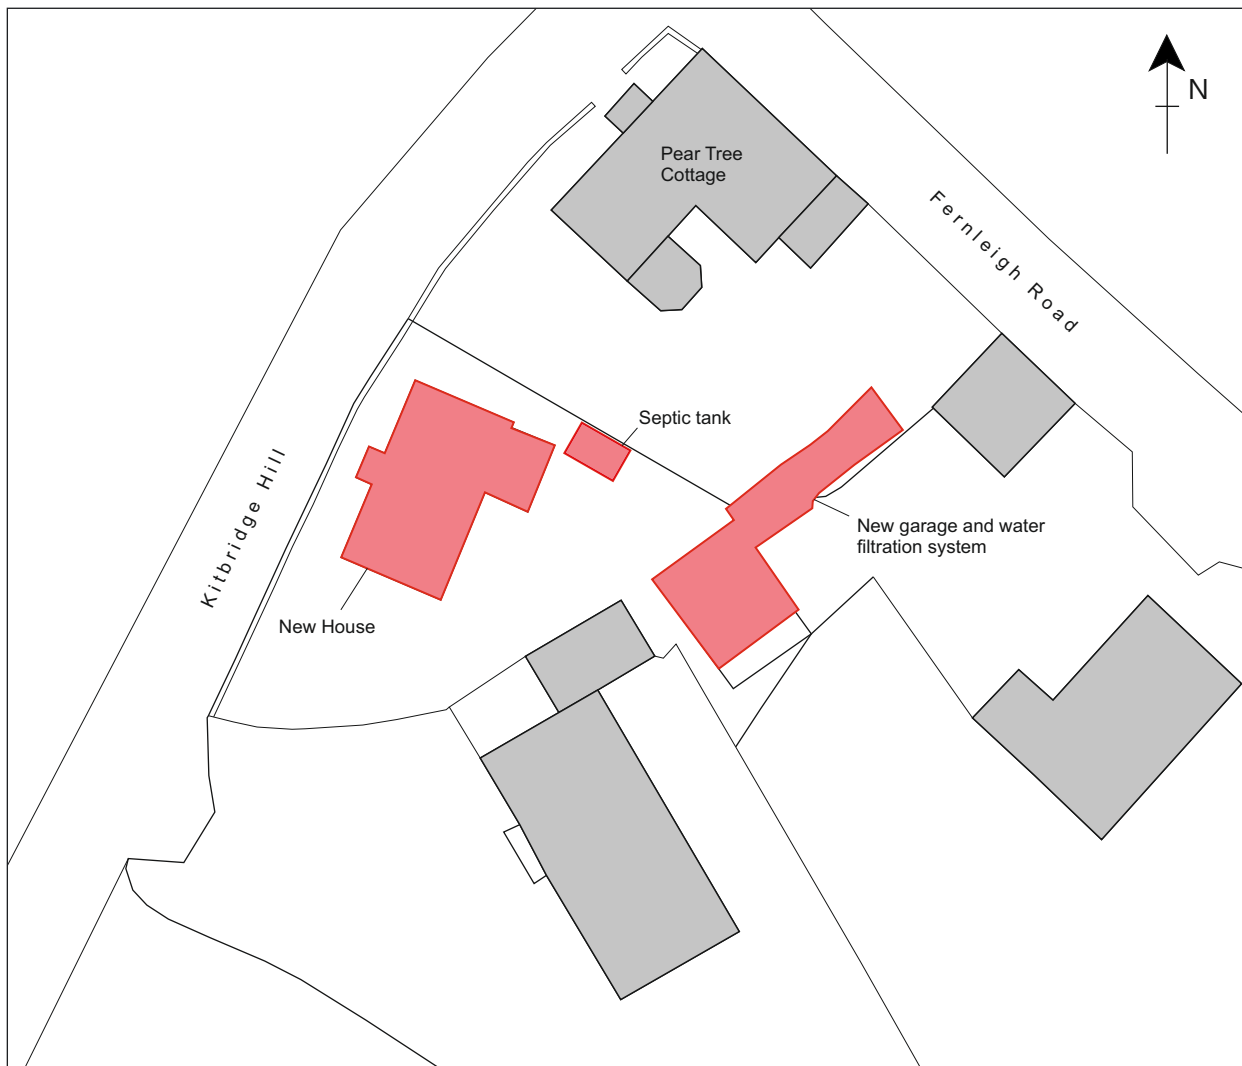 N
Pear Tree
Cottage
Fernleigh Road
Septic tank
Kitbridge Hill
New garage and water
filtration system
New House